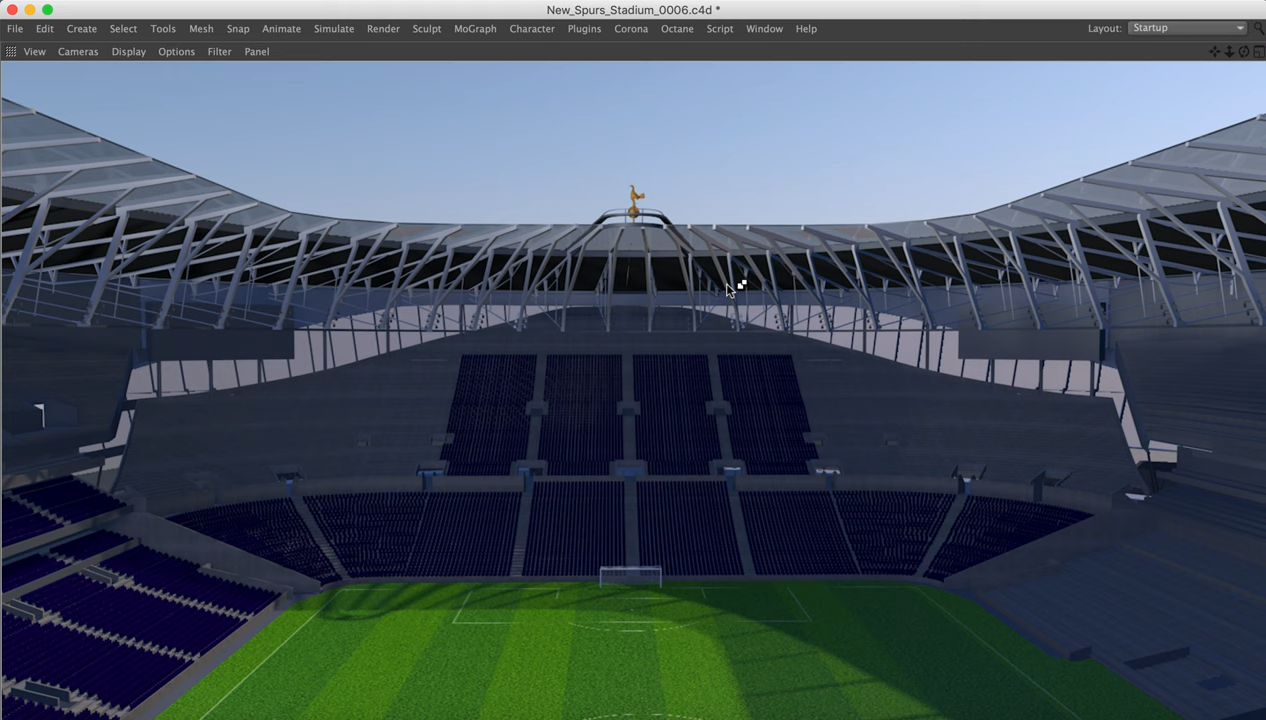 New_Spurs_Stadium_0006.c4d *
File Edit Create Select Tools Mesh Snap Animate Simulate Render Sculpt MoGraph Character Plugins Corona Octane Script Window Help Layout: Startup
View Cameras Display Options Filter Panel